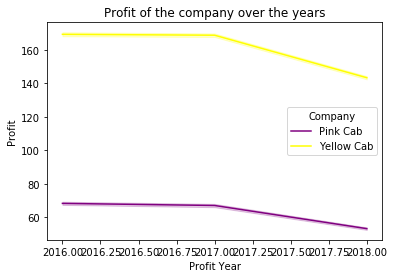 Profit of the company over the years
Profit
160
140
120
100
80
60
Company
Pink Cab
Yellow Cab
2016.00 2016.25 2016.50 2016.75 2017.00 2017.25 2017.50 2017.75 2018.00
Profit Year